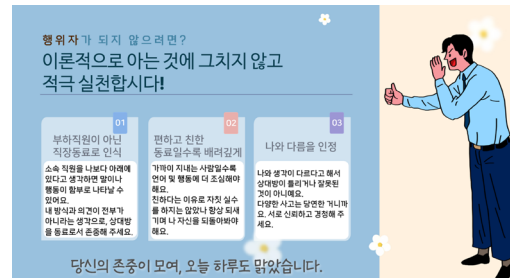 행위자가 되지 않으려면?
이론적으로 아는 것에 그치지 않고
적극 실천합시다!
01
부하직원이 아닌
직장동료로 인식
소속 직원을 나보다 아래에
있다고 생각하면 말이나
행동이 함부로 나타날 수
있어요.
내 방식과 의견이 전부가
아니라는 생각으로, 상대방
을 동료로서 존중해 주세요.
02
편하고 친한
동료일수록 배려깊게
가까이 지내는 사람일수록
언어 및 행동에 더 조심해야
해요.
친하다는 이유로 자칫 실수
를 하지는 않았나 항상 되새
기며 나 자신을 되돌아봐야
해요.
03
나와 다름을 인정
나와 생각이 다르다고 해서
상대방이 틀리거나 잘못된
것이 아니예요.
다양한 사고는 당연한 거니까
요. 서로 신뢰하고 경청해 주
세요.
당신의 존중이 모여, 오늘 하루도 맑았습니다.